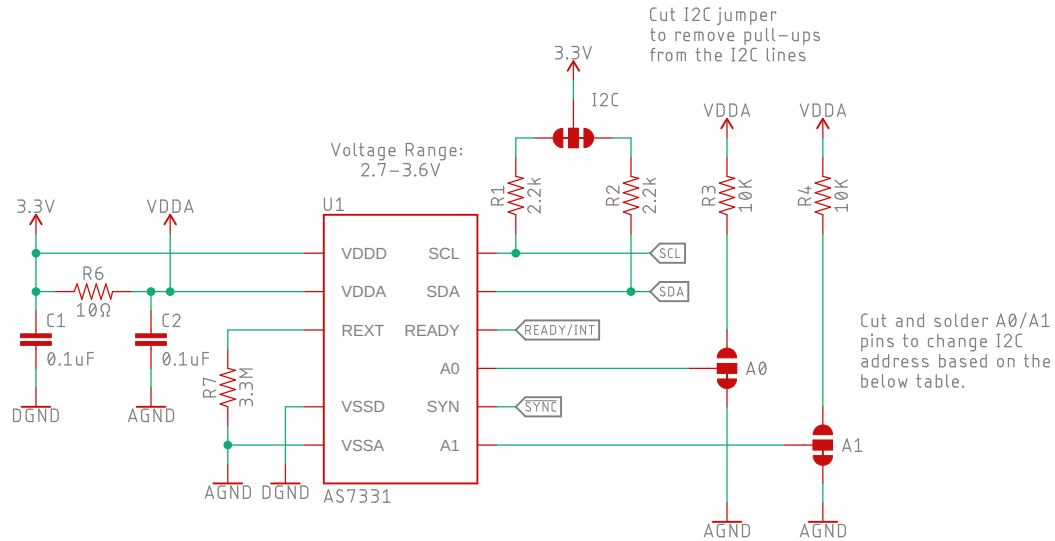 Cut I2C jumper
to remove pull-ups
from the I2C lines
3.3V
I2C
VDDA
VDDA
Voltage Range:
2.7-3.6V
R1
2.2k
R2
2.2k
R3
10K
R4
10K
3.3V
VDDA
U1
VDDD
SCL
SCL
R6
10Ω
VDDA
SDA
SDA
C1
0.1uF
C2
0.1uF
REXT
READY
READY/INT
Cut and solder A0/A1
pins to change I2C
address based on the
below table.
R7
3.3M
A0
A0
DGND
AGND
VSSD
SYN
SYNC
VSSA
A1
A1
AGND
DGND
AS7331
AGND
AGND